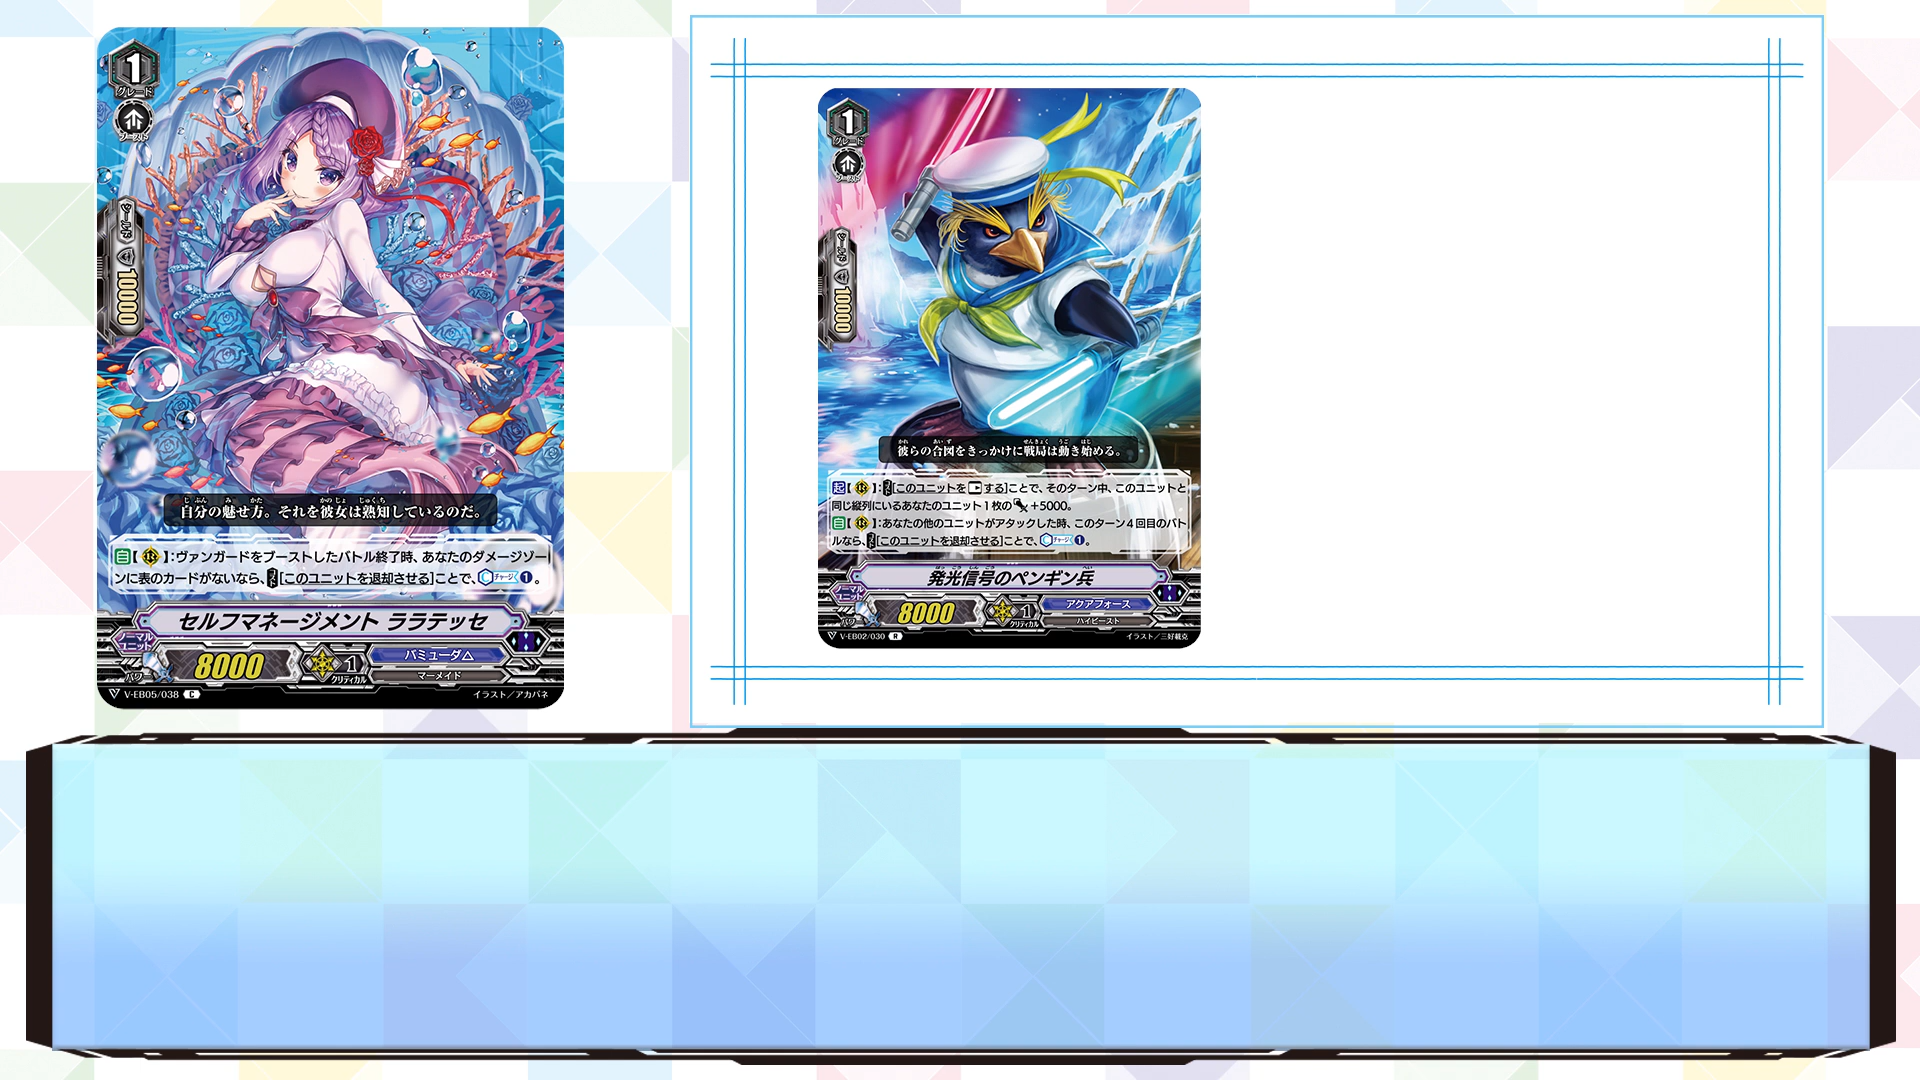 1
グレード
ブースト
シールド
10000
自分の魅せ方。それを彼女は熟知しているのだ。
自【R】:ヴァンガードをブーストしたバトル終了時、あなたのダメージゾー
ンに表のカードがないなら、コスト[このユニットを退却させる]ことで、Cチャージ1。
セルフマネージメント ララテッセ
ノーマル
ユニット
パワー 8000
1
クリティカル
バミューダ△
マーメイド
V-EB05/038 C
イラスト/アカバネ
1
グレード
ブースト
シールド
10000
彼らの合図をきっかけに戦局は動き始める。
起【R】:コスト[このユニットを する]ことで、そのターン中、このユニットと
同じ縦列にいるあなたのユニット1枚の +5000。
自【R】:あなたの他のユニットがアタックした時、このターン4回目のバト
ルなら、コスト[このユニットを退却させる]ことで、Cチャージ1。
発光信号のペンギン兵
ノーマル
ユニット
パワー 8000
1
クリティカル
アクアフォース
ハイビースト
V-EB02/030 R
イラスト/三好載克